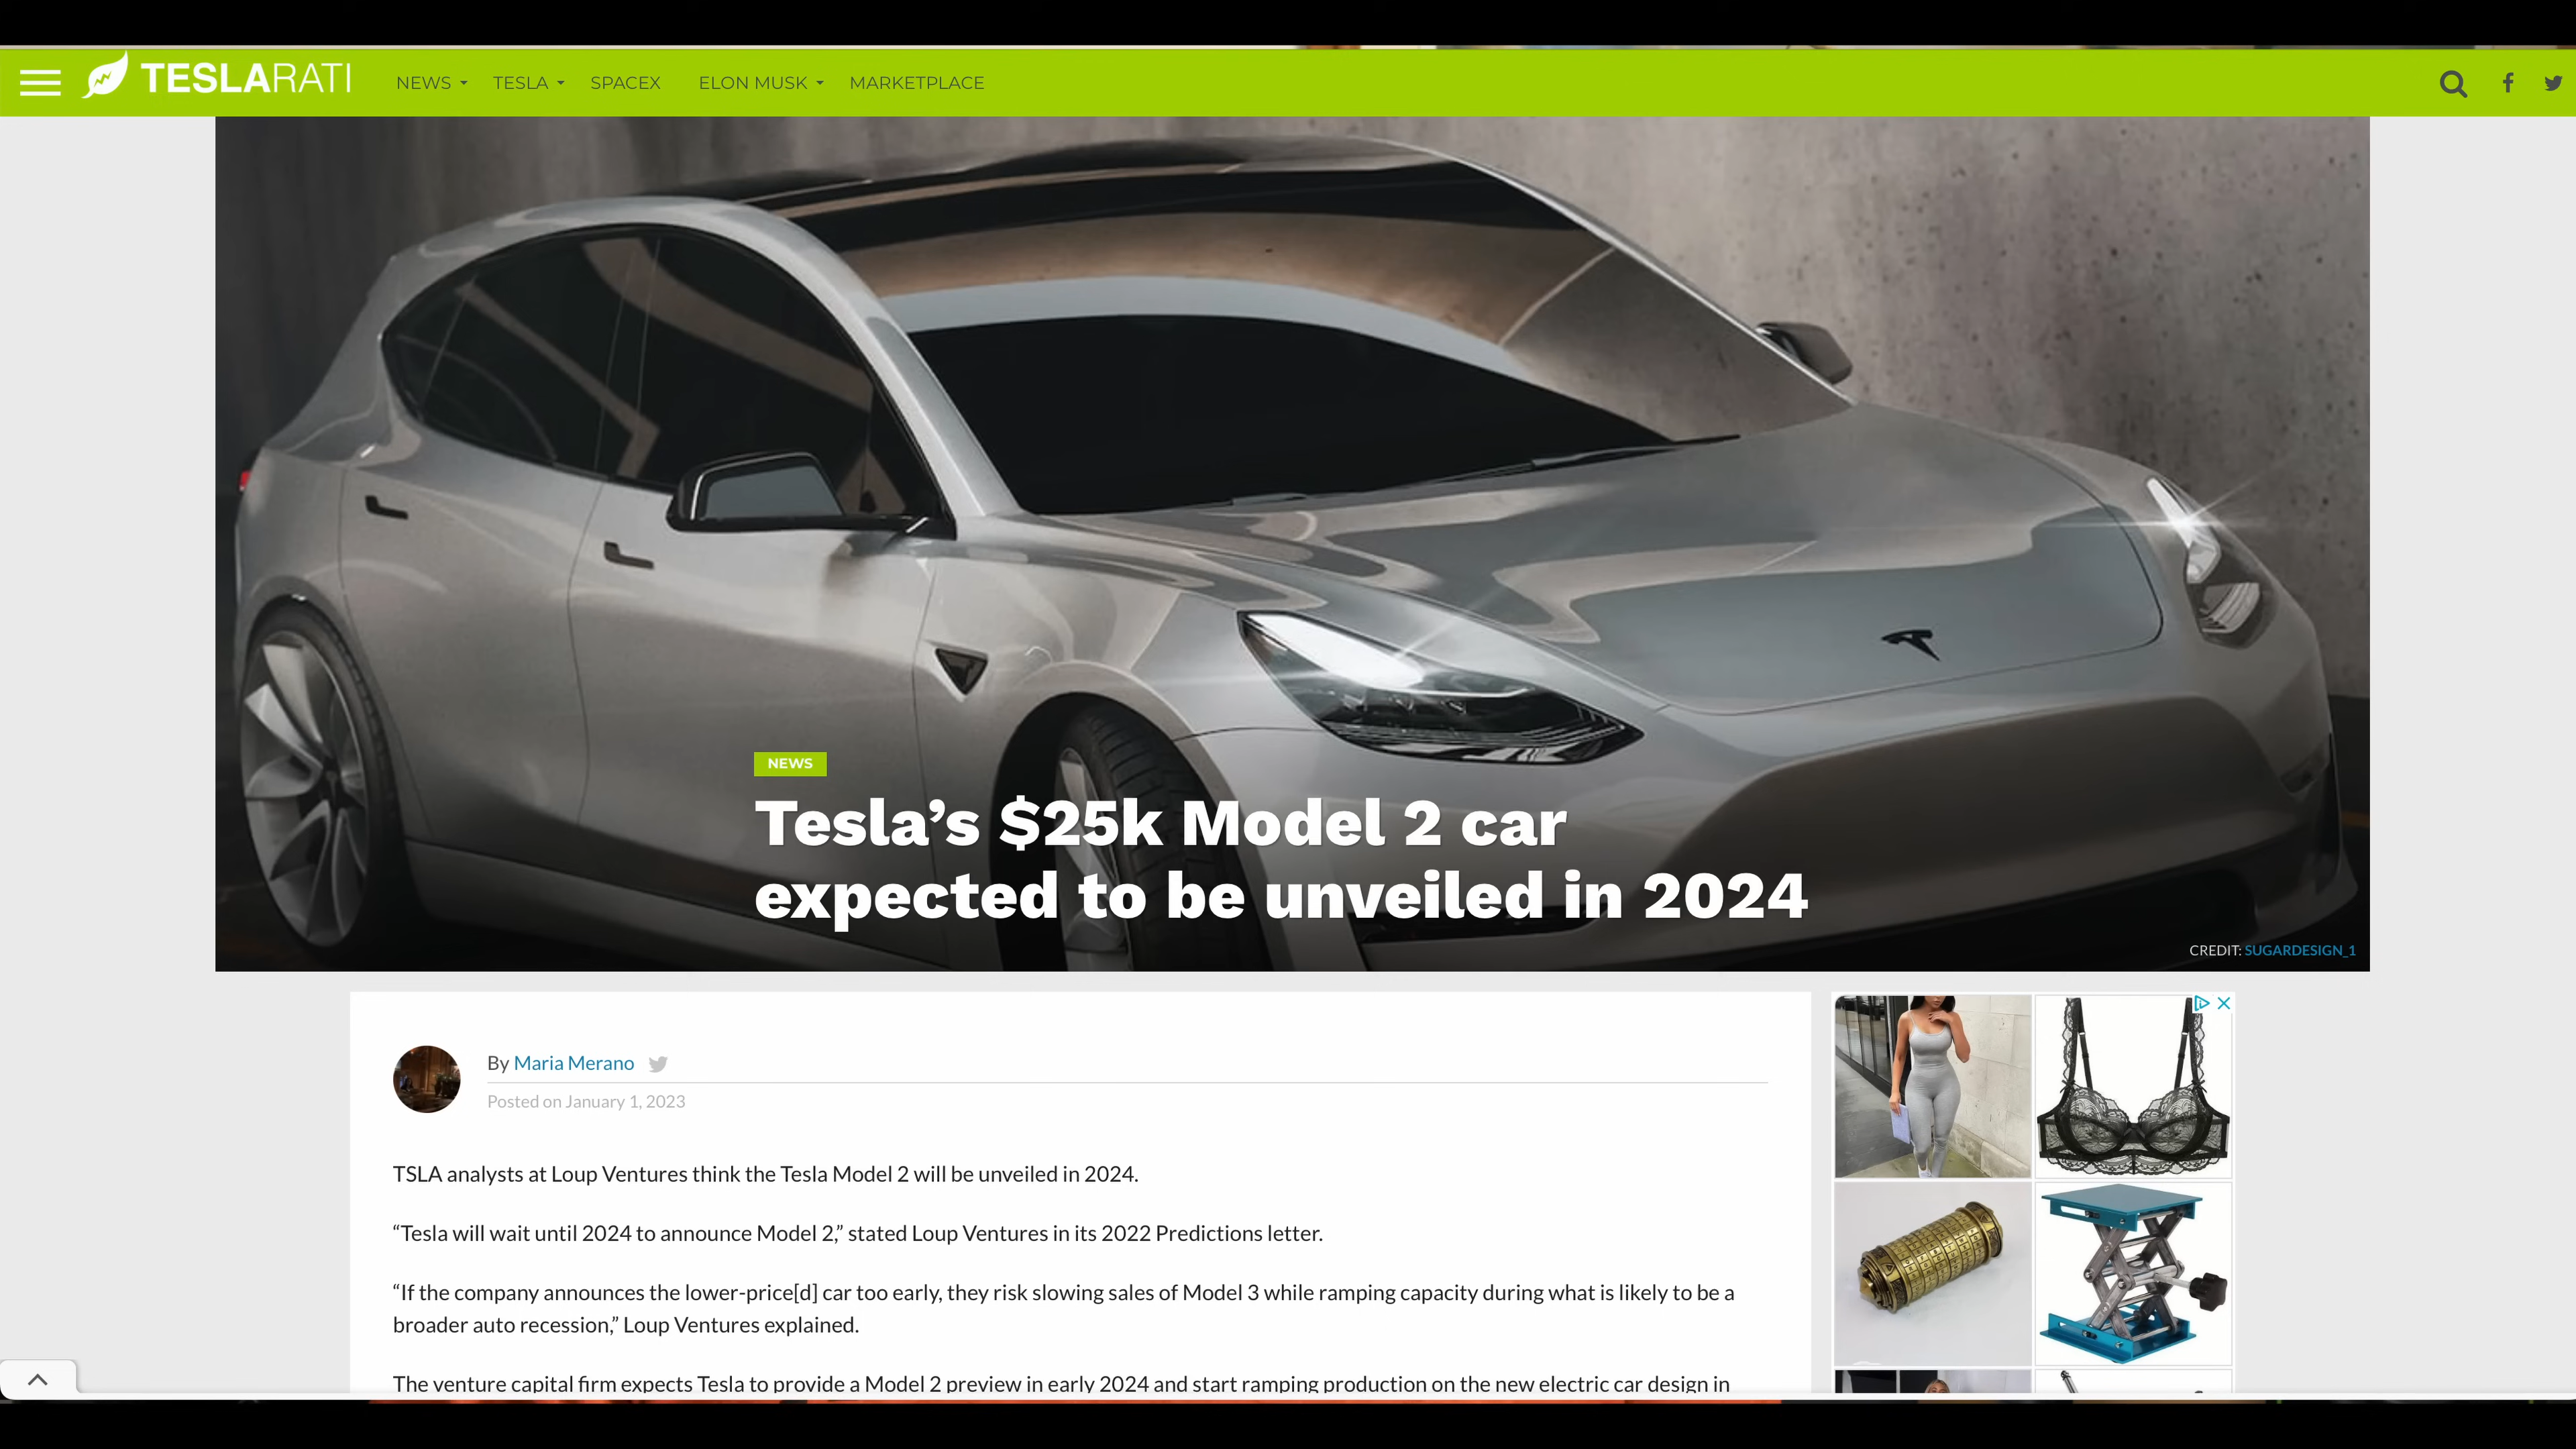 TESLARATI
NEWS
TESLA
SPACEX
ELON MUSK
MARKETPLACE
NEWS
Tesla’s $25k Model 2 car
expected to be unveiled in 2024
CREDIT: SUGARDESIGN_1
By Maria Merano
Posted on January 1, 2023
TSLA analysts at Loup Ventures think the Tesla Model 2 will be unveiled in 2024.
“Tesla will wait until 2024 to announce Model 2,” stated Loup Ventures in its 2022 Predictions letter.
“If the company announces the lower-price[d] car too early, they risk slowing sales of Model 3 while ramping capacity during what is likely to be a
broader auto recession,” Loup Ventures explained.
The venture capital firm expects Tesla to provide a Model 2 preview in early 2024 and start ramping production on the new electric car design in